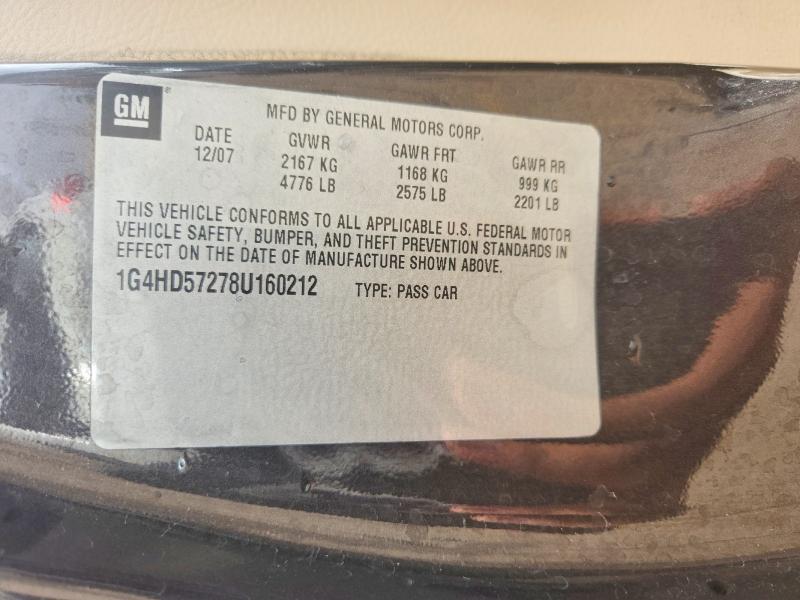 GM
MFD BY GENERAL MOTORS CORP.
DATE GVWR GAWR FRT GAWR RR
12/07 2167 KG 1168 KG 999 KG
4776 LB 2575 LB 2201 LB
THIS VEHICLE CONFORMS TO ALL APPLICABLE U.S. FEDERAL MOTOR
VEHICLE SAFETY, BUMPER, AND THEFT PREVENTION STANDARDS IN
EFFECT ON THE DATE OF MANUFACTURE SHOWN ABOVE.
1G4HD57278U160212 TYPE: PASS CAR